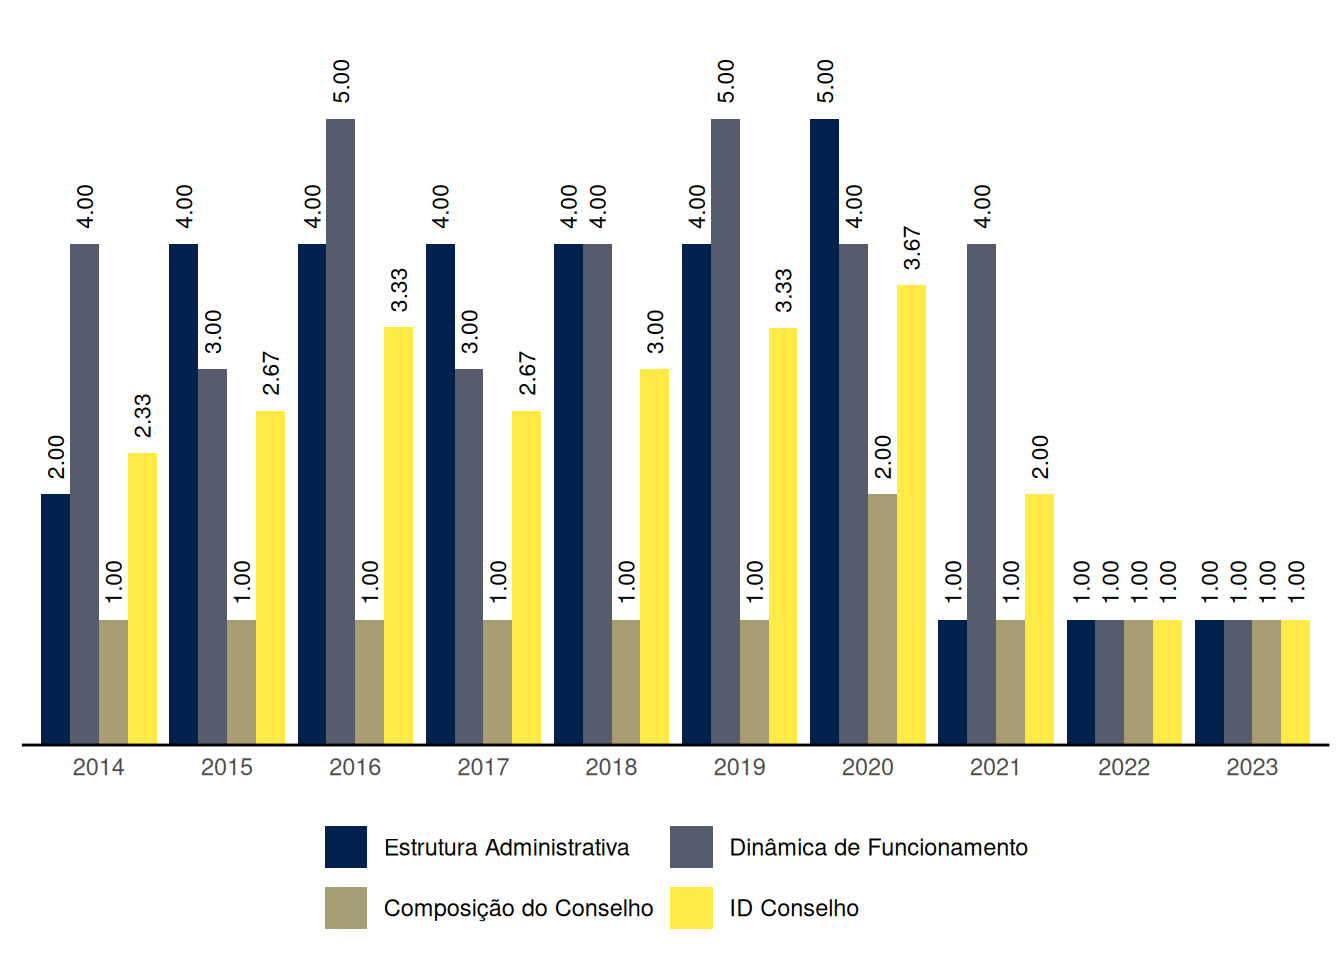 5.00 5.00 5.00
4.00 4.00 4.00 4.00 4.00 4.00 4.00 4.00 4.00
3.67
3.33 3.33
3.00 3.00 3.00
2.67 2.67
2.33
2.00 2.00 2.00
1.00 1.00 1.00 1.00 1.00 1.00 1.00 1.00 1.00 1.00 1.00 1.00 1.00 1.00 1.00 1.00
2014 2015 2016 2017 2018 2019 2020 2021 2022 2023
Estrutura Administrativa Dinâmica de Funcionamento
Composição do Conselho ID Conselho